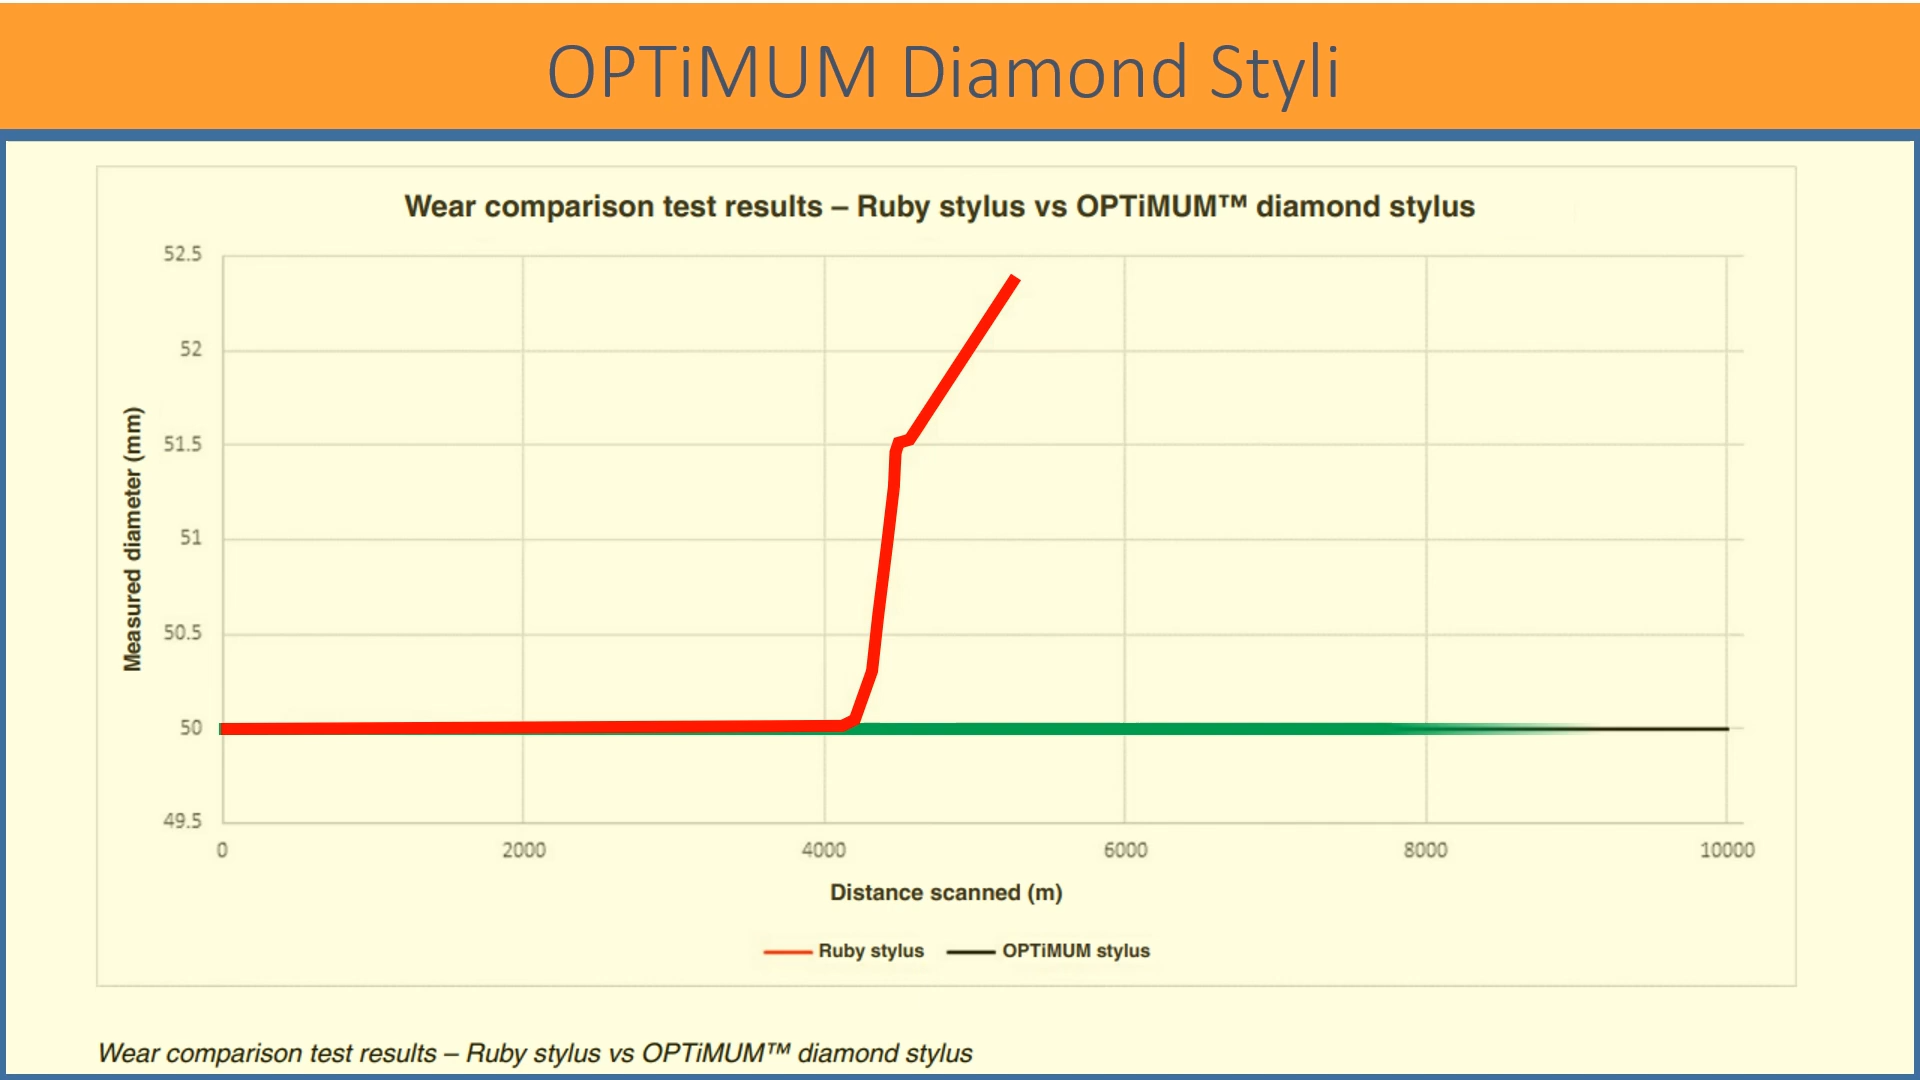 OPTiMUM Diamond Styli
Wear comparison test results – Ruby stylus vs OPTiMUM™ diamond stylus
52.5
52
51.5
51
50.5
50
49.5
Measured diameter (mm)
0 2000 4000 6000 8000 10000
Distance scanned (m)
Ruby stylus OPTiMUM stylus
Wear comparison test results – Ruby stylus vs OPTiMUM™ diamond stylus